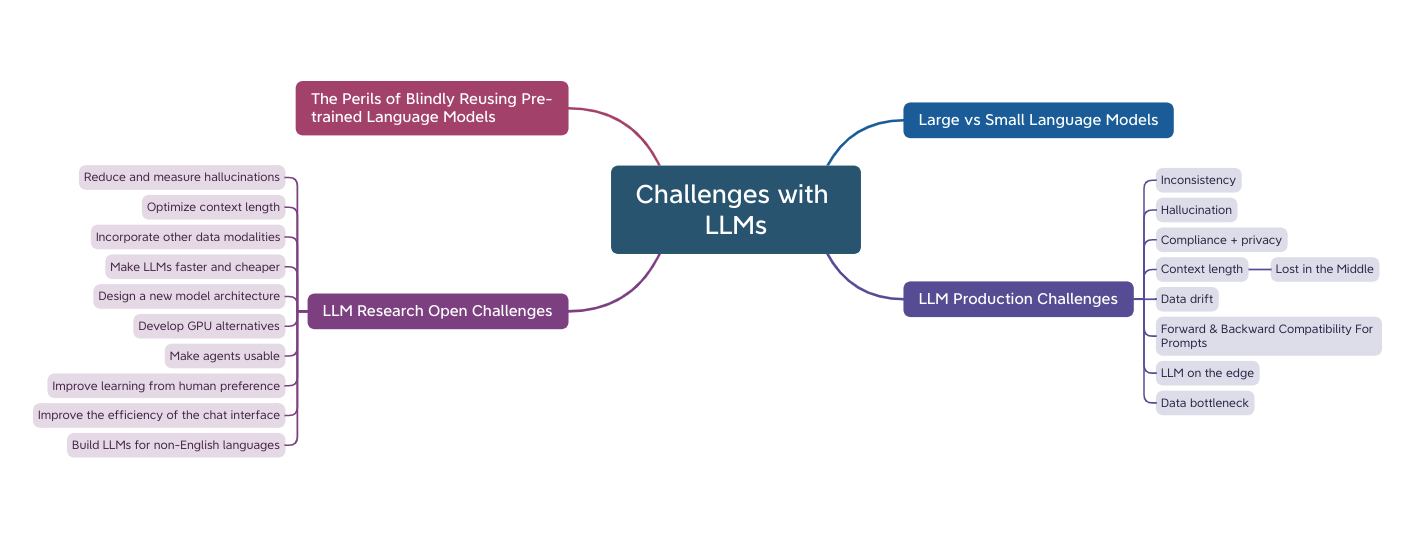 The Perils of Blindly Reusing Pre-
trained Language Models
Large vs Small Language Models
Challenges with
LLMs
Reduce and measure hallucinations
Optimize context length
Incorporate other data modalities
Make LLMs faster and cheaper
Design a new model architecture
Develop GPU alternatives
Make agents usable
Improve learning from human preference
Improve the efficiency of the chat interface
Build LLMs for non-English languages
LLM Research Open Challenges
LLM Production Challenges
Inconsistency
Hallucination
Compliance + privacy
Context length
Lost in the Middle
Data drift
Forward & Backward Compatibility For
Prompts
LLM on the edge
Data bottleneck